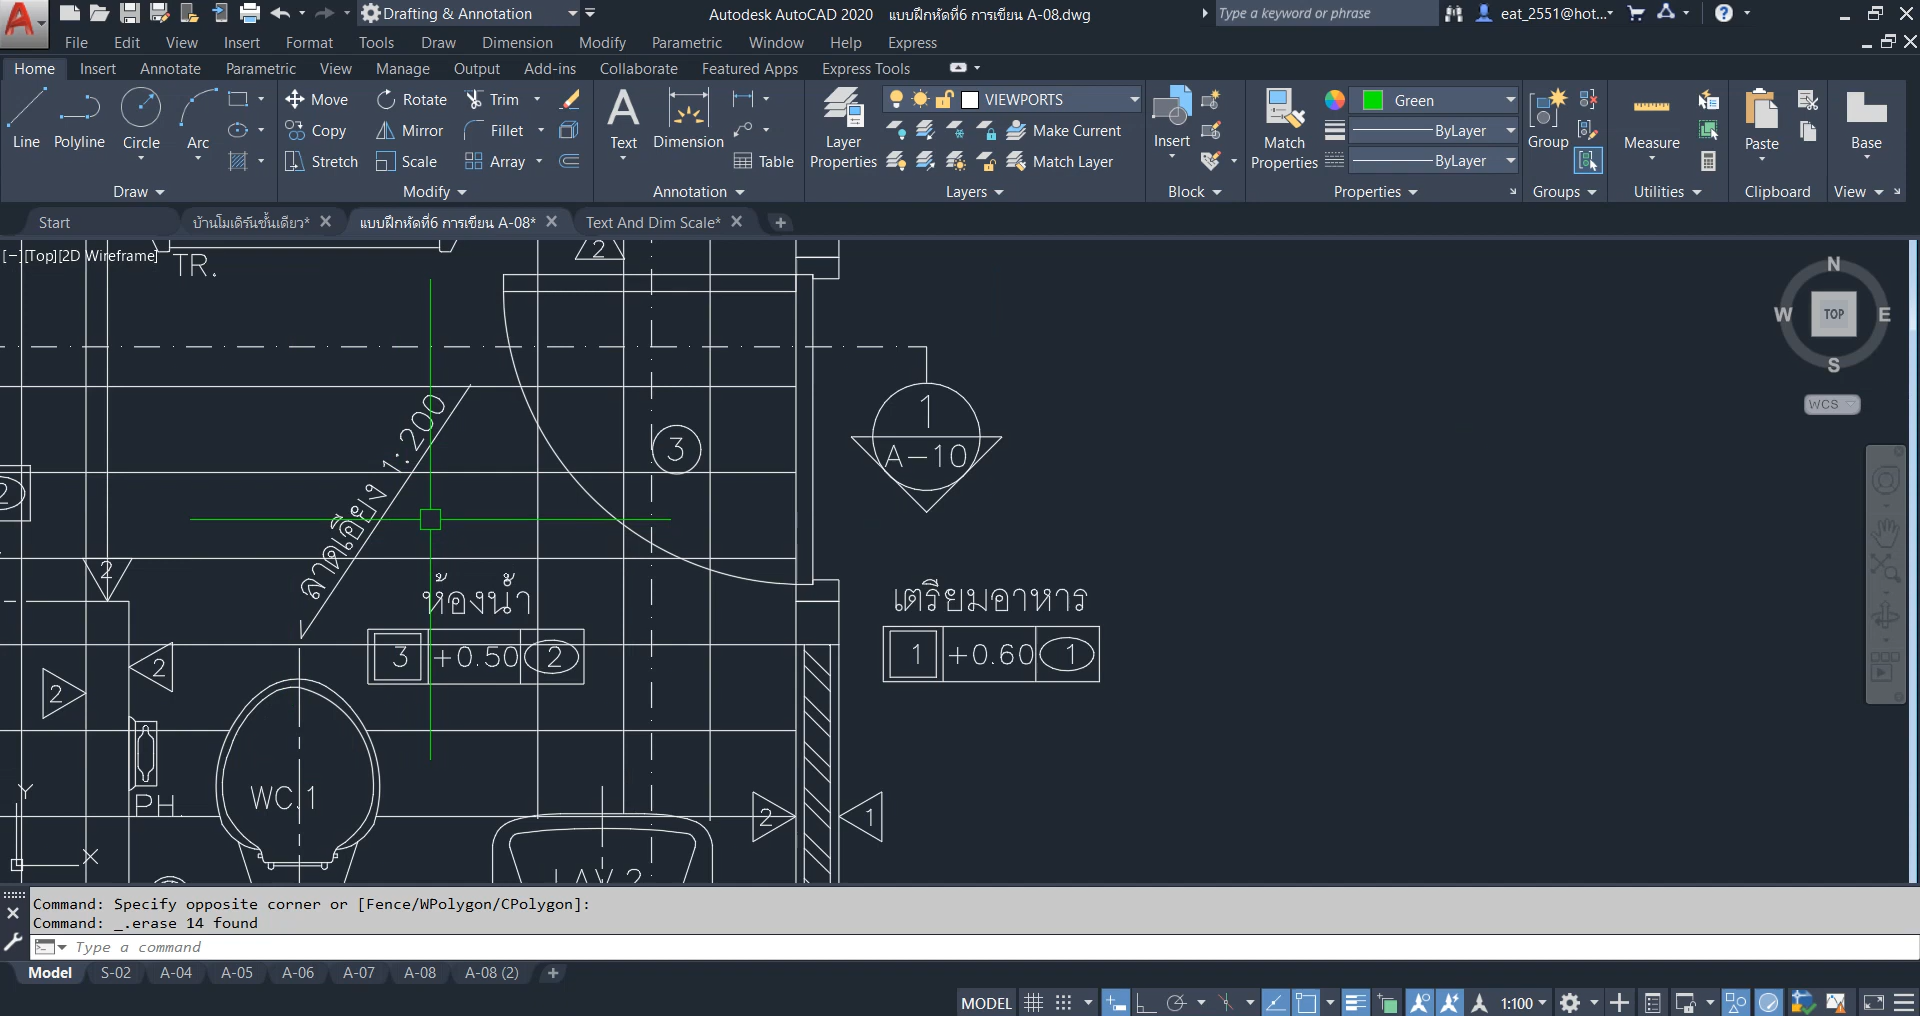 Drafting & Annotation
Autodesk AutoCAD 2020 แบบฝึกหัดที่6 การเขียน A-08.dwg
Type a keyword or phrase
eat_2551@hot...
File Edit View Insert Format Tools Draw Dimension Modify Parametric Window Help Express
Home Insert Annotate Parametric View Manage Output Add-ins Collaborate Featured Apps Express Tools
Line Polyline Circle Arc
Move Rotate Trim
Copy Mirror Fillet
Stretch Scale Array
Text Dimension Table
Layer Properties
VIEWPORTS
Make Current
Match Layer
Insert
Match Properties
Green
ByLayer
ByLayer
Group Measure Paste Base
Draw Modify Annotation Layers Block Properties Groups Utilities Clipboard View
Start บ้านโมเดิร์นชั้นเดียว* แบบฝึกหัดที่6 การเขียน A-08* Text And Dim Scale*
[−][Top][2D Wireframe]
TR.
2
N
W TOP E
S
WCS
1
A-10
3
ลาดเอียง 1:200
2
2
ห้องน้ำ
3 +0.50 2
เตรียมอาหาร
1 +0.60 1
2
2
PH.
WC.1
2 1
Y
X
LAV.2
Command: Specify opposite corner or [Fence/WPolygon/CPolygon]:
Command: _.erase 14 found
Type a command
Model S-02 A-04 A-05 A-06 A-07 A-08 A-08 (2)
MODEL 1:100